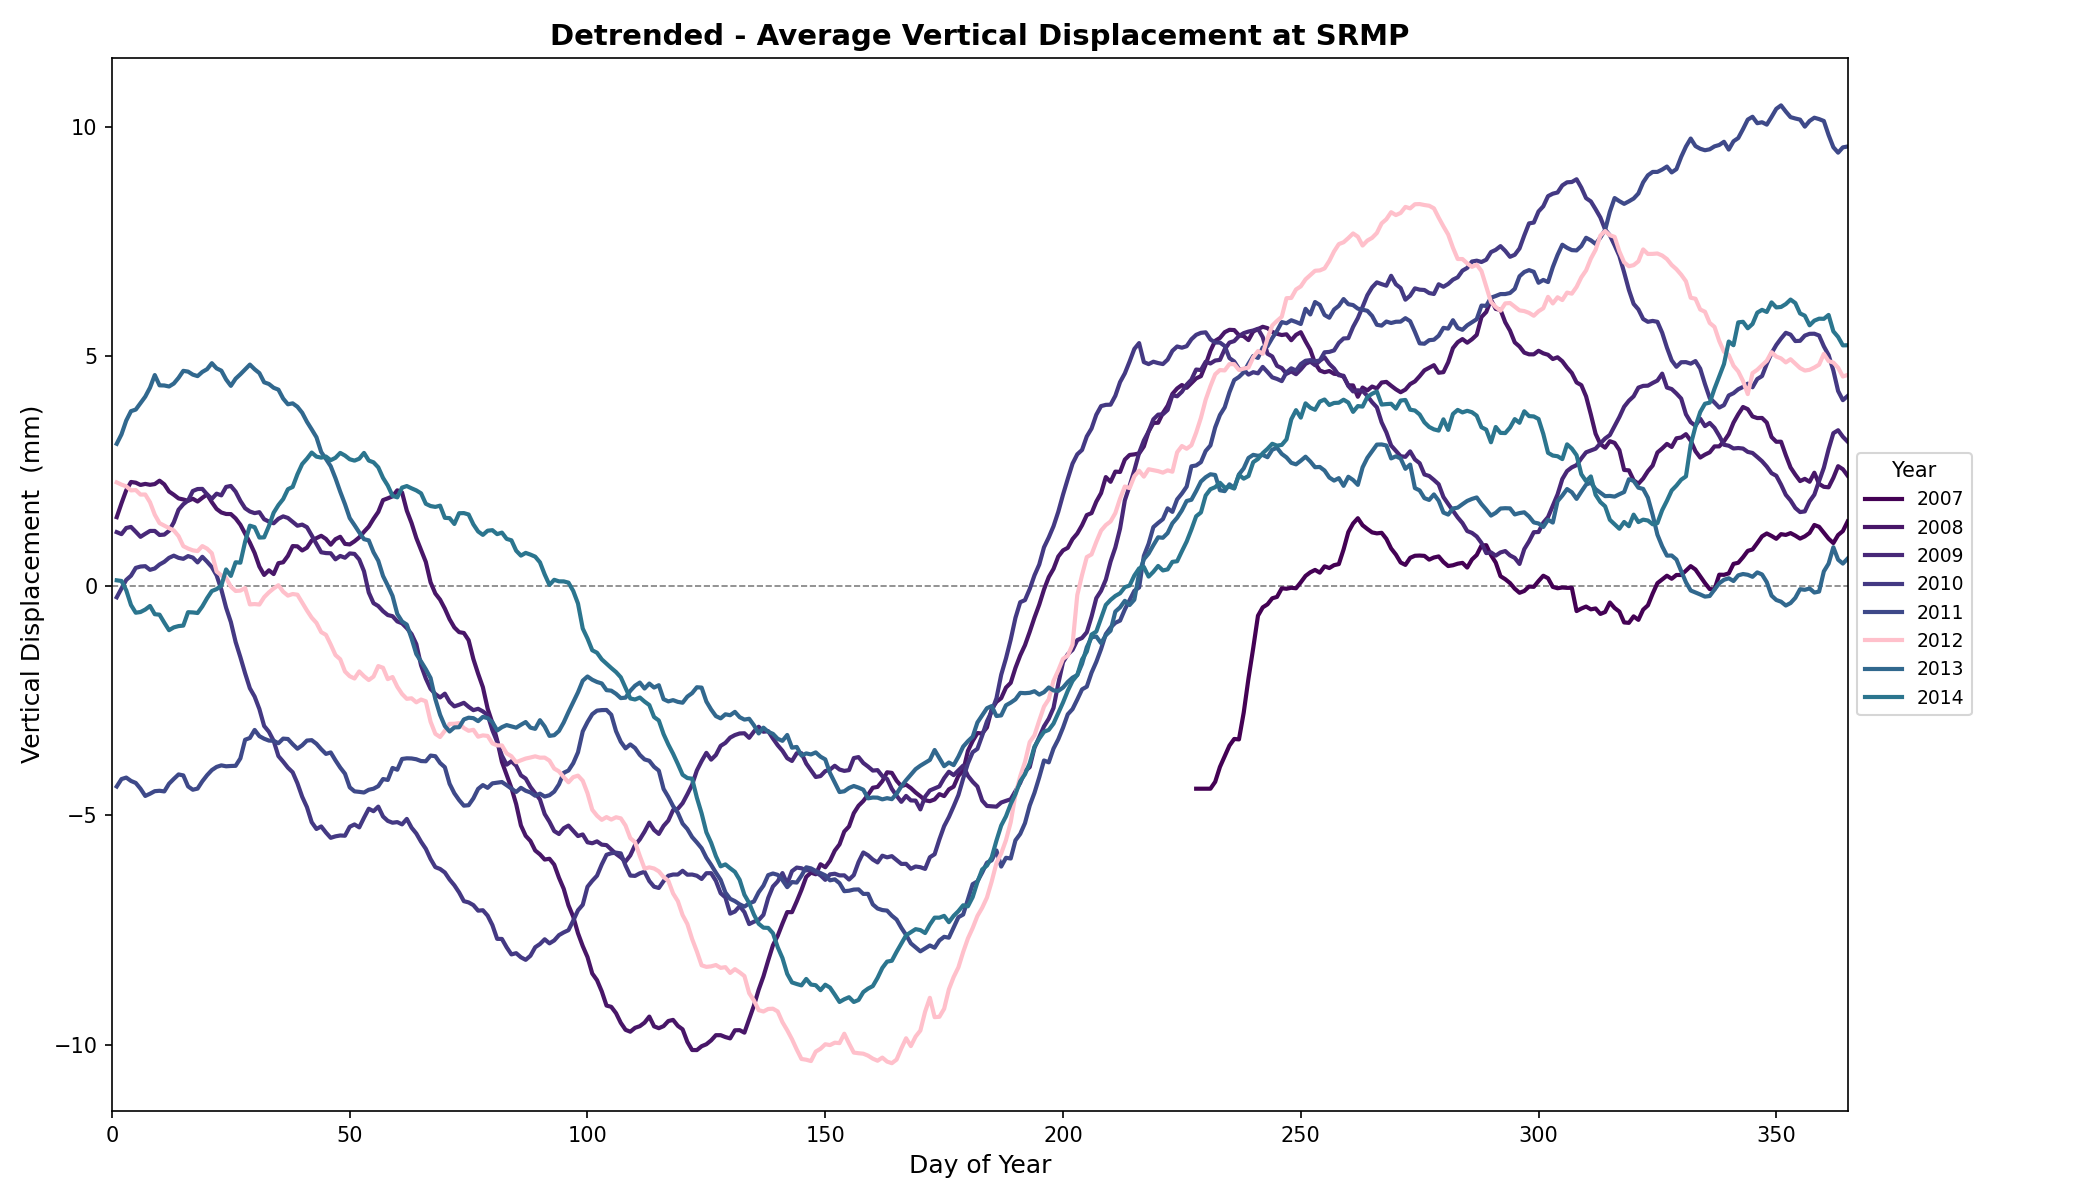 Detrended - Average Vertical Displacement at SRMP
Vertical Displacement (mm)
10
5
0
−5
−10
0 50 100 150 200 250 300 350
Day of Year
Year
2007
2008
2009
2010
2011
2012
2013
2014